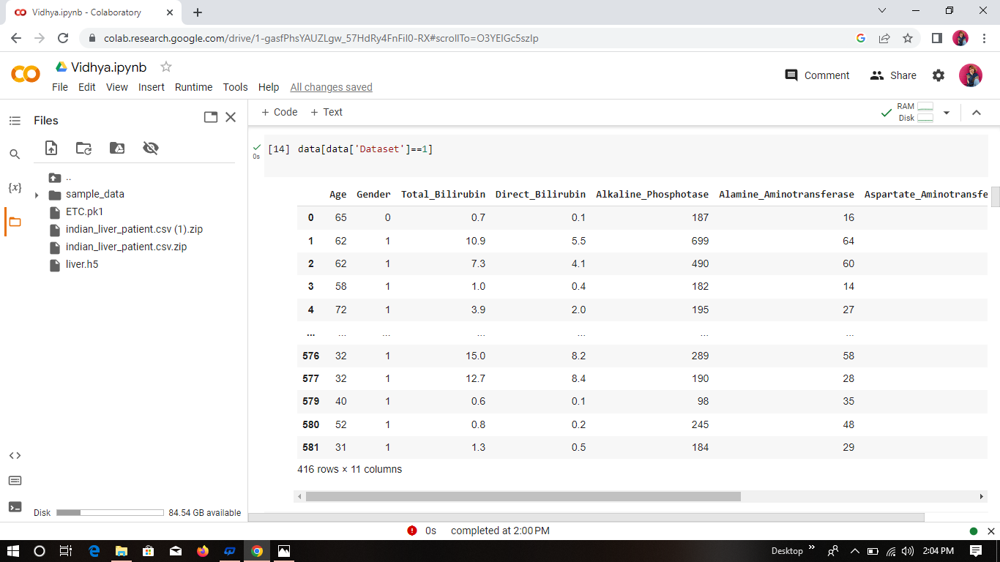 Vidhya.ipynb - Colaboratory
colab.research.google.com/drive/1-gasfPhsYAUZLgw_57HdRy4FnFiI0-RX#scrollTo=O3YEIGc5szIp
Vidhya.ipynb
File Edit View Insert Runtime Tools Help All changes saved
Comment Share
Files
+ Code + Text
RAM
Disk
[14] data[data['Dataset']==1]
0s
..
sample_data
ETC.pk1
indian_liver_patient.csv (1).zip
indian_liver_patient.csv.zip
liver.h5
Age Gender Total_Bilirubin Direct_Bilirubin Alkaline_Phosphotase Alamine_Aminotransferase Aspartate_Aminotransfe
0 65 0 0.7 0.1 187 16
1 62 1 10.9 5.5 699 64
2 62 1 7.3 4.1 490 60
3 58 1 1.0 0.4 182 14
4 72 1 3.9 2.0 195 27
... ... ... ... ... ... ...
576 32 1 15.0 8.2 289 58
577 32 1 12.7 8.4 190 28
579 40 1 0.6 0.1 98 35
580 52 1 0.8 0.2 245 48
581 31 1 1.3 0.5 184 29
416 rows × 11 columns
{x}
<>
Disk 84.54 GB available
0s completed at 2:00 PM
Desktop » 2:04 PM